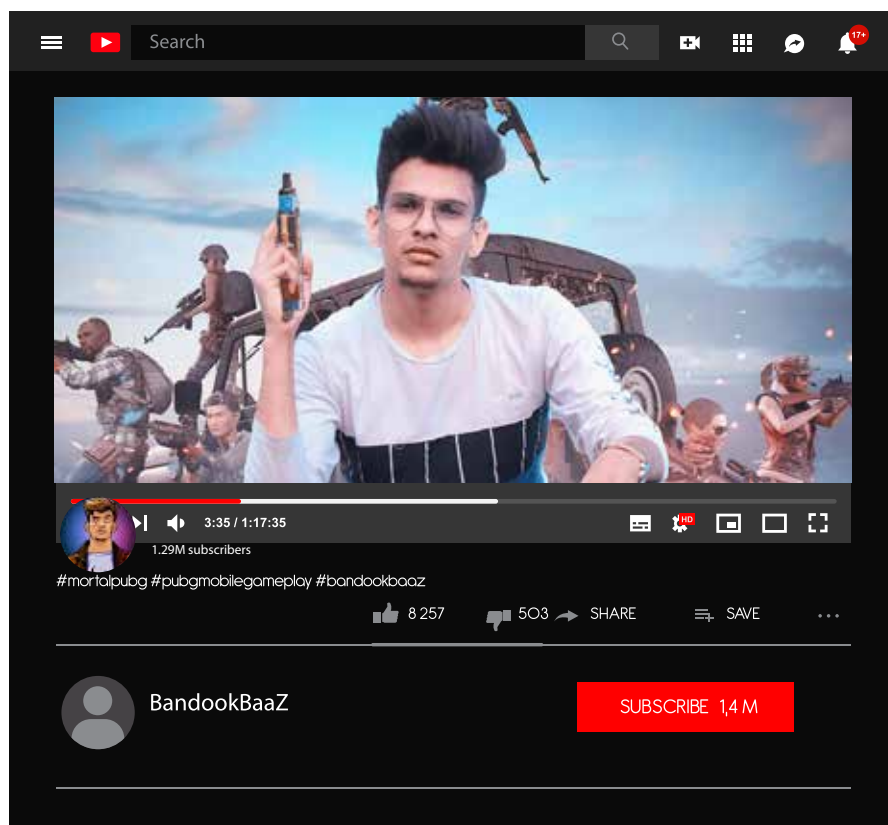 Search
17+
3:35 / 1:17:35
HD
1.29M subscribers
#mortalpubg #pubgmobilegameplay #bandookbaaz
8 257 503 SHARE SAVE
BandookBaaZ
SUBSCRIBE 1,4 M